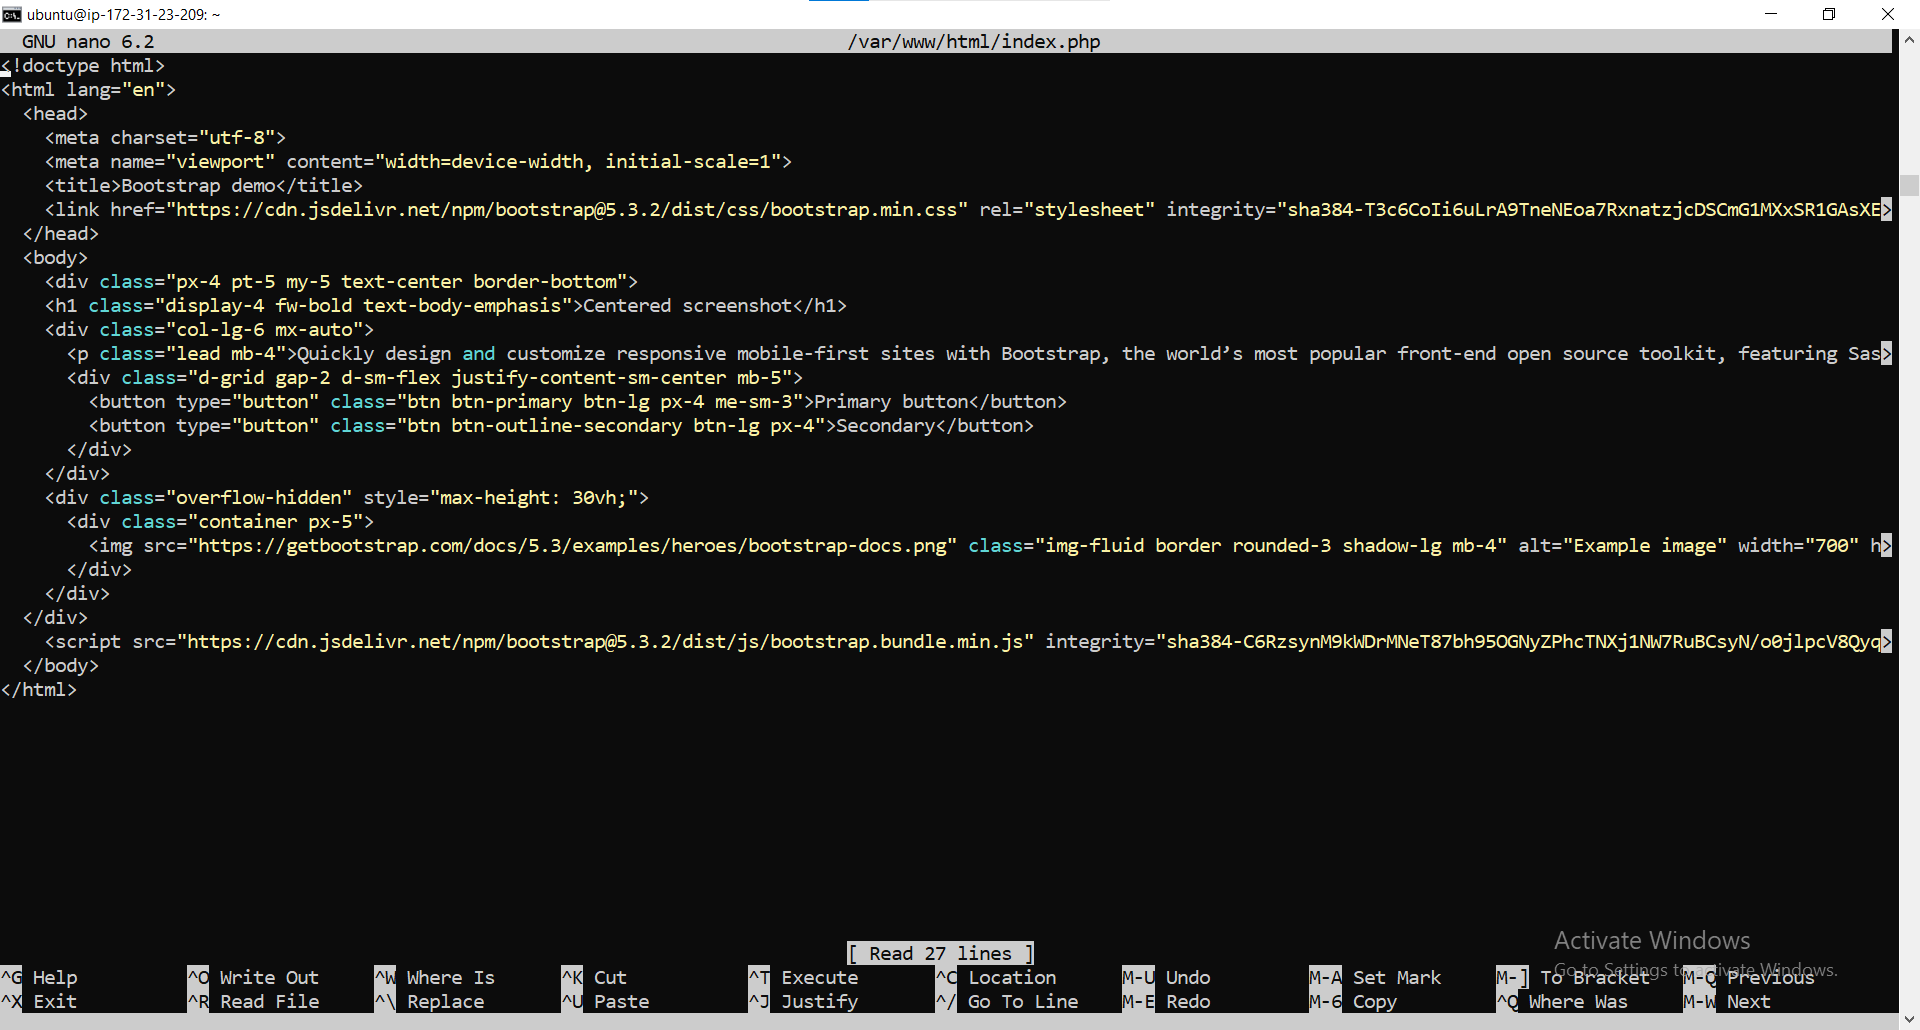 ubuntu@ip-172-31-23-209: ~
GNU nano 6.2 /var/www/html/index.php
<!doctype html>
<html lang="en">
<head>
<meta charset="utf-8">
<meta name="viewport" content="width=device-width, initial-scale=1">
<title>Bootstrap demo</title>
<link href="https://cdn.jsdelivr.net/npm/bootstrap@5.3.2/dist/css/bootstrap.min.css" rel="stylesheet" integrity="sha384-T3c6CoIi6uLrA9TneNEoa7RxnatzjcDSCmG1MXxSR1GAsXE>
</head>
<body>
<div class="px-4 pt-5 my-5 text-center border-bottom">
<h1 class="display-4 fw-bold text-body-emphasis">Centered screenshot</h1>
<div class="col-lg-6 mx-auto">
<p class="lead mb-4">Quickly design and customize responsive mobile-first sites with Bootstrap, the world’s most popular front-end open source toolkit, featuring Sas>
<div class="d-grid gap-2 d-sm-flex justify-content-sm-center mb-5">
<button type="button" class="btn btn-primary btn-lg px-4 me-sm-3">Primary button</button>
<button type="button" class="btn btn-outline-secondary btn-lg px-4">Secondary</button>
</div>
</div>
<div class="overflow-hidden" style="max-height: 30vh;">
<div class="container px-5">
<img src="https://getbootstrap.com/docs/5.3/examples/heroes/bootstrap-docs.png" class="img-fluid border rounded-3 shadow-lg mb-4" alt="Example image" width="700" h>
</div>
</div>
</div>
<script src="https://cdn.jsdelivr.net/npm/bootstrap@5.3.2/dist/js/bootstrap.bundle.min.js" integrity="sha384-C6RzsynM9kWDrMNeT87bh95OGNyZPhcTNXj1NW7RuBCsyN/o0jlpcV8Qyq>
</body>
</html>
[ Read 27 lines ]
Activate Windows
Go to Settings to activate Windows.
^G Help ^O Write Out ^W Where Is ^K Cut ^T Execute ^C Location M-U Undo M-A Set Mark M-] To Bracket M-Q Previous
^X Exit ^R Read File ^\ Replace ^U Paste ^J Justify ^/ Go To Line M-E Redo M-6 Copy ^Q Where Was M-W Next